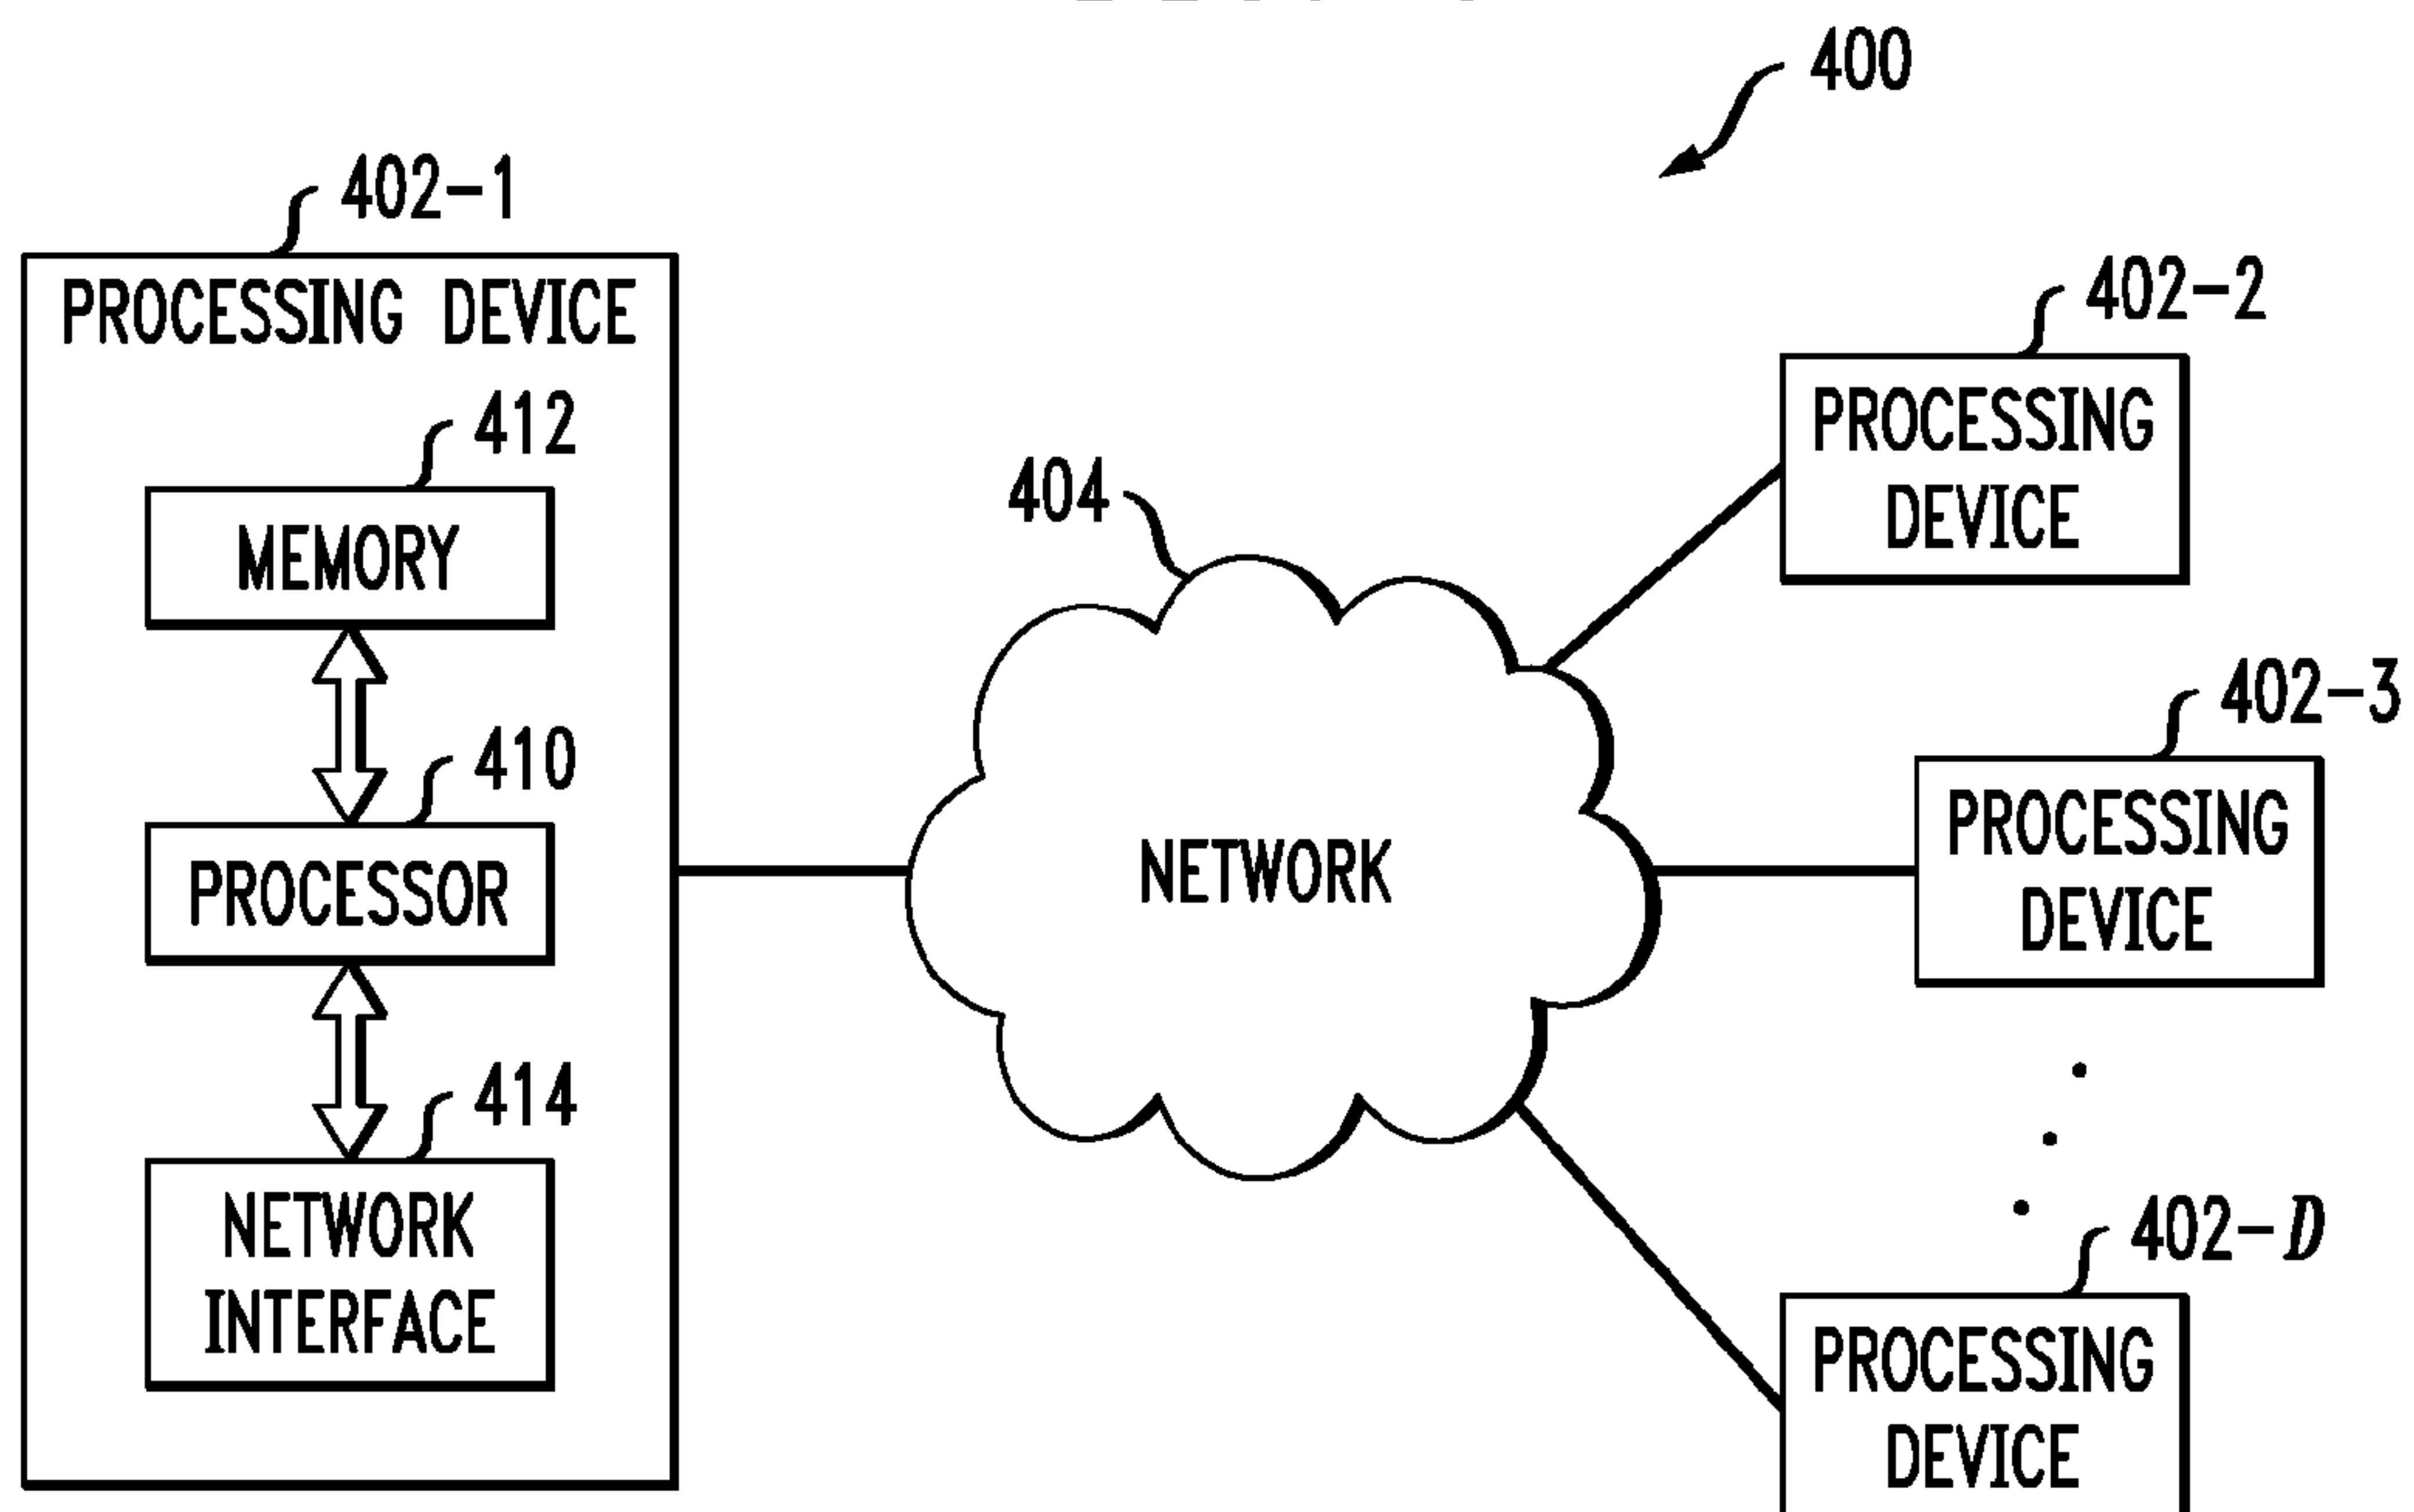 400
402-1
PROCESSING DEVICE
412
MEMORY
410
PROCESSOR
414
NETWORK
INTERFACE
404
NETWORK
402-2
PROCESSING
DEVICE
402-3
PROCESSING
DEVICE
402-D
PROCESSING
DEVICE